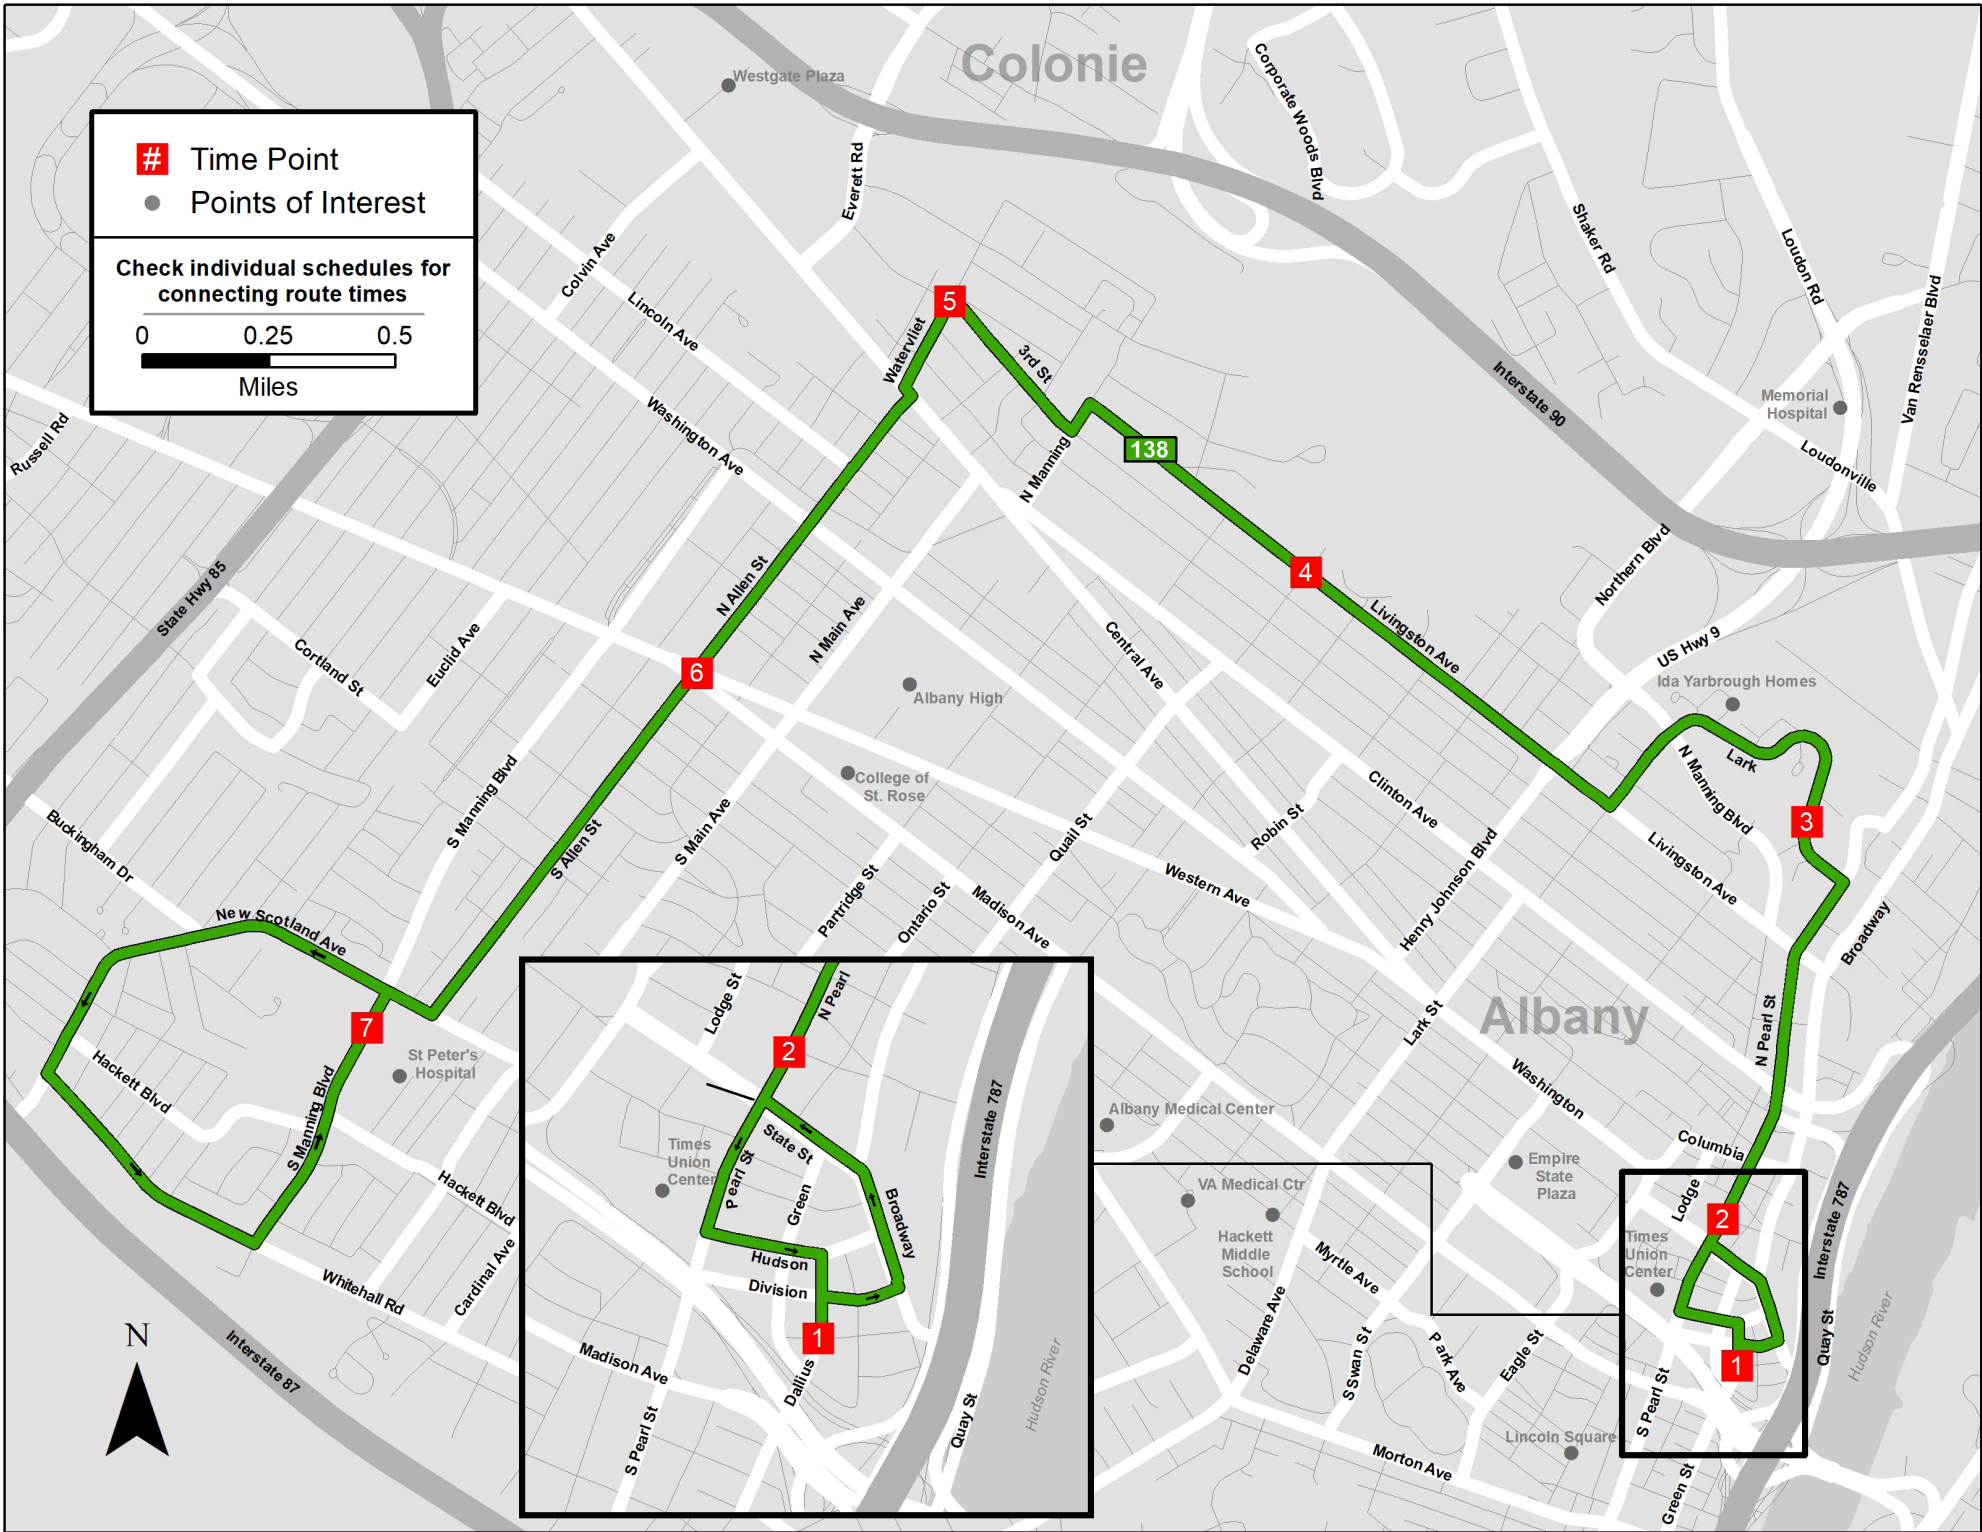 Colonie
Westgate Plaza
Corporate Woods Blvd
Everett Rd
# Time Point
Points of Interest
Check individual schedules for
connecting route times
0 0.25 0.5
Miles
Colvin Ave
Lincoln Ave
Shaker Rd
Loudon Rd
Van Rensselaer Blvd
5
Watervliet
3rd St
Interstate 90
Memorial
Hospital
Russell Rd
Washington Ave
N Manning
138
Loudonville
State Hwy 85
N Allen St
4
Northern Blvd
Livingston Ave
US Hwy 9
Cortland St
Euclid Ave
N Main Ave
Central Ave
6
Albany High
Ida Yarbrough Homes
Lark
N Manning Blvd
3
College of
St. Rose
Buckingham Dr
S Manning Blvd
S Allen St
S Main Ave
Quail St
Robin St
Clinton Ave
Livingston Ave
Partridge St
Ontario St
Madison Ave
Western Ave
Henry Johnson Blvd
Broadway
New Scotland Ave
7
St Peter's
Hospital
Hackett Blvd
S Manning Blvd
Lark St
Albany
N Pearl St
Washington
Columbia
Hackett Blvd
Cardinal Ave
Whitehall Rd
Interstate 87
N
Lodge St
N Pearl
2
State St
Times
Union
Center
Pearl St
Green
Broadway
Interstate 787
Hudson
Division
1
Dallius
Madison Ave
S Pearl St
Quay St
Hudson River
Albany Medical Center
VA Medical Ctr
Hackett
Middle
School
Empire
State
Plaza
Lodge
2
Times
Union
Center
Interstate 787
Myrtle Ave
Delaware Ave
S Swan St
Park Ave
Eagle St
1
Quay St
Hudson River
S Pearl St
Lincoln Square
Morton Ave
Green St